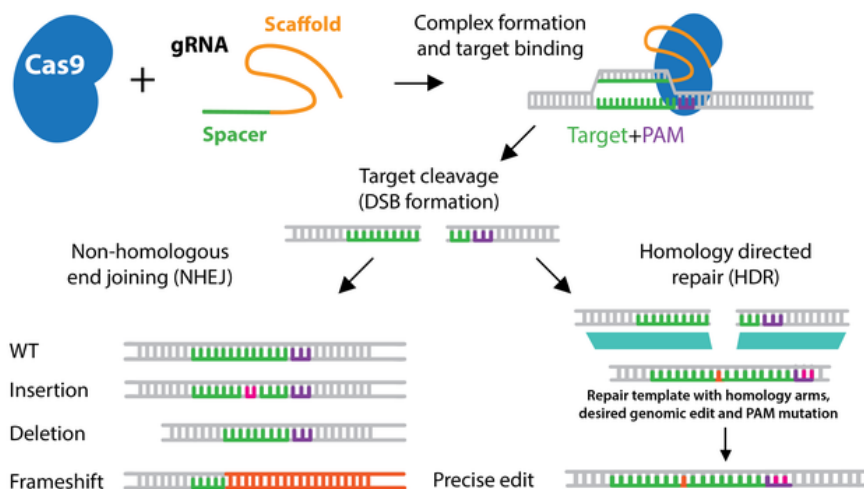 Cas9
+
gRNA
Scaffold
Spacer
Complex formation
and target binding
Target+PAM
Target cleavage
(DSB formation)
Non-homologous
end joining (NHEJ)
WT
Insertion
Deletion
Frameshift
Homology directed
repair (HDR)
Repair template with homology arms,
desired genomic edit and PAM mutation
Precise edit